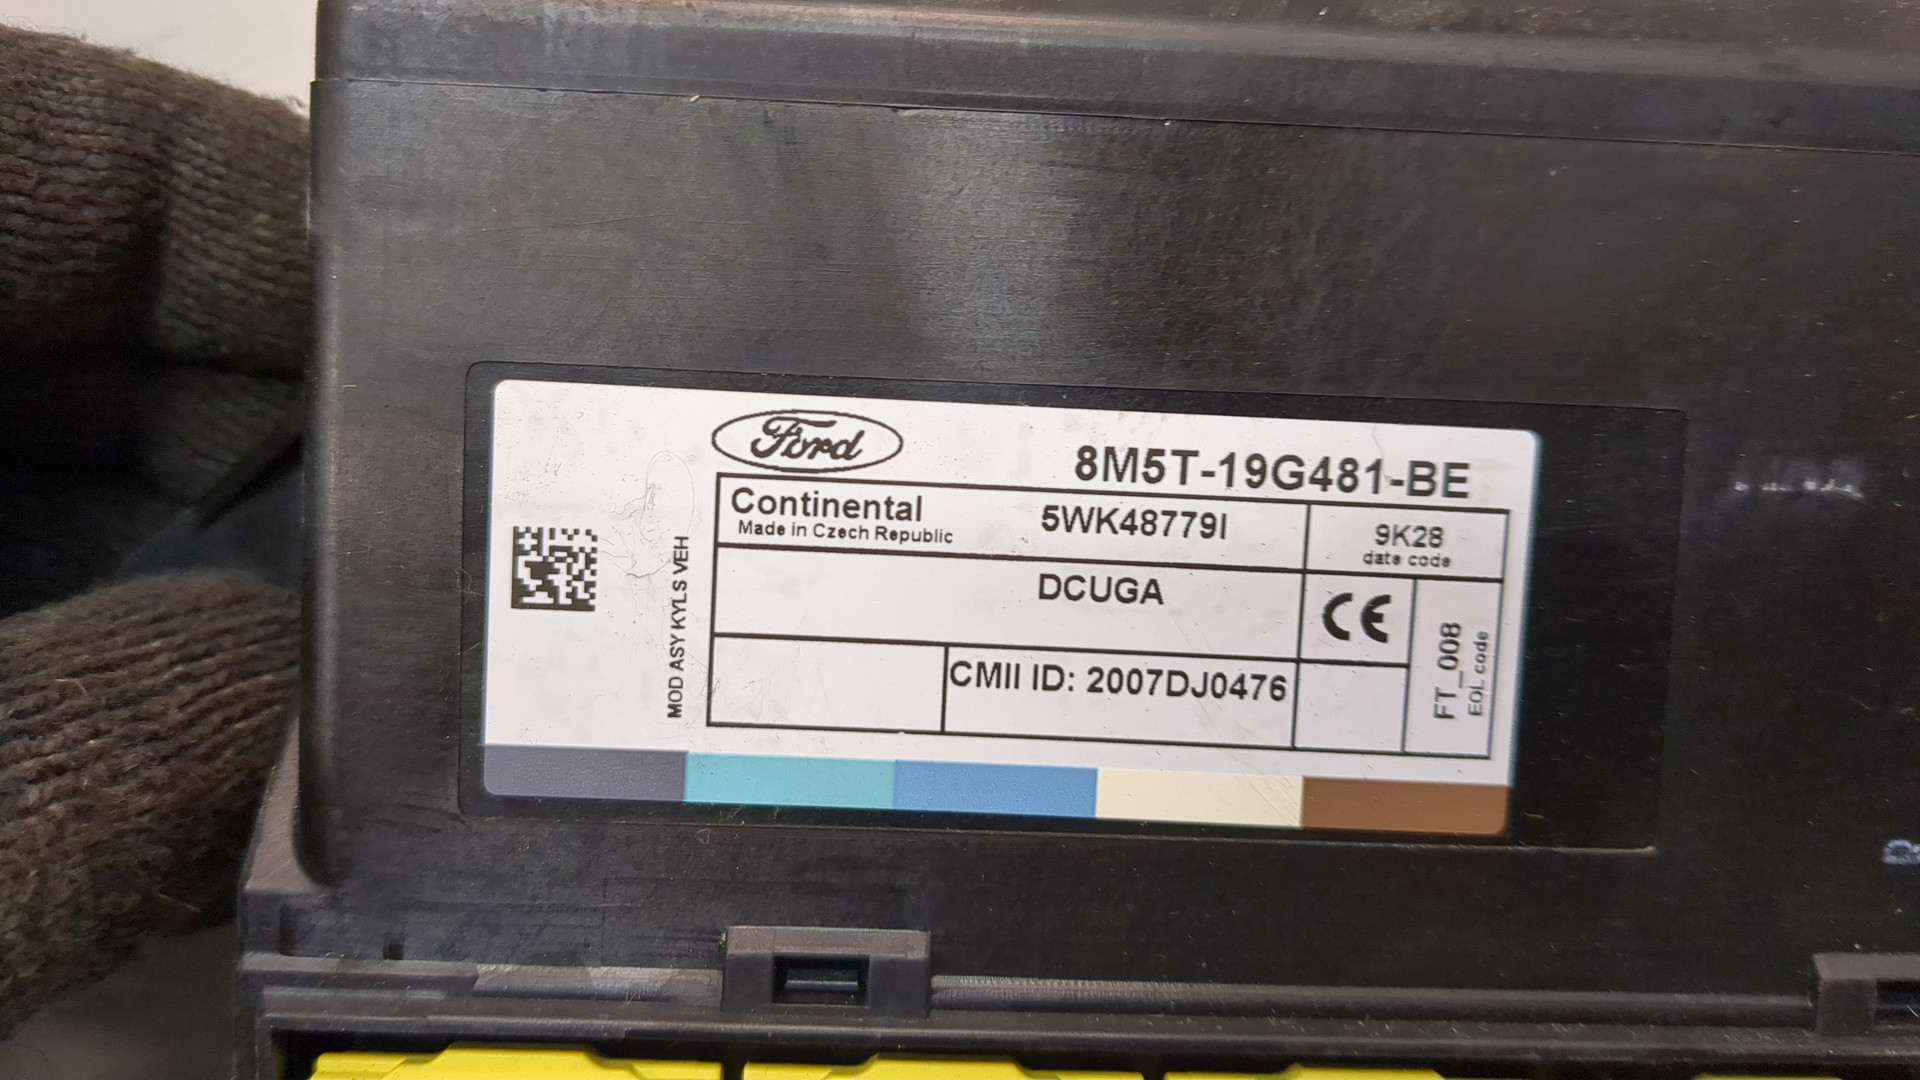 Ford
8M5T-19G481-BE
Continental
Made in Czech Republic
5WK48779I
9K28
date code
DCUGA
CE
MOD ASY KYLS VEH
FT_008
EOL code
CMII ID: 2007DJ0476